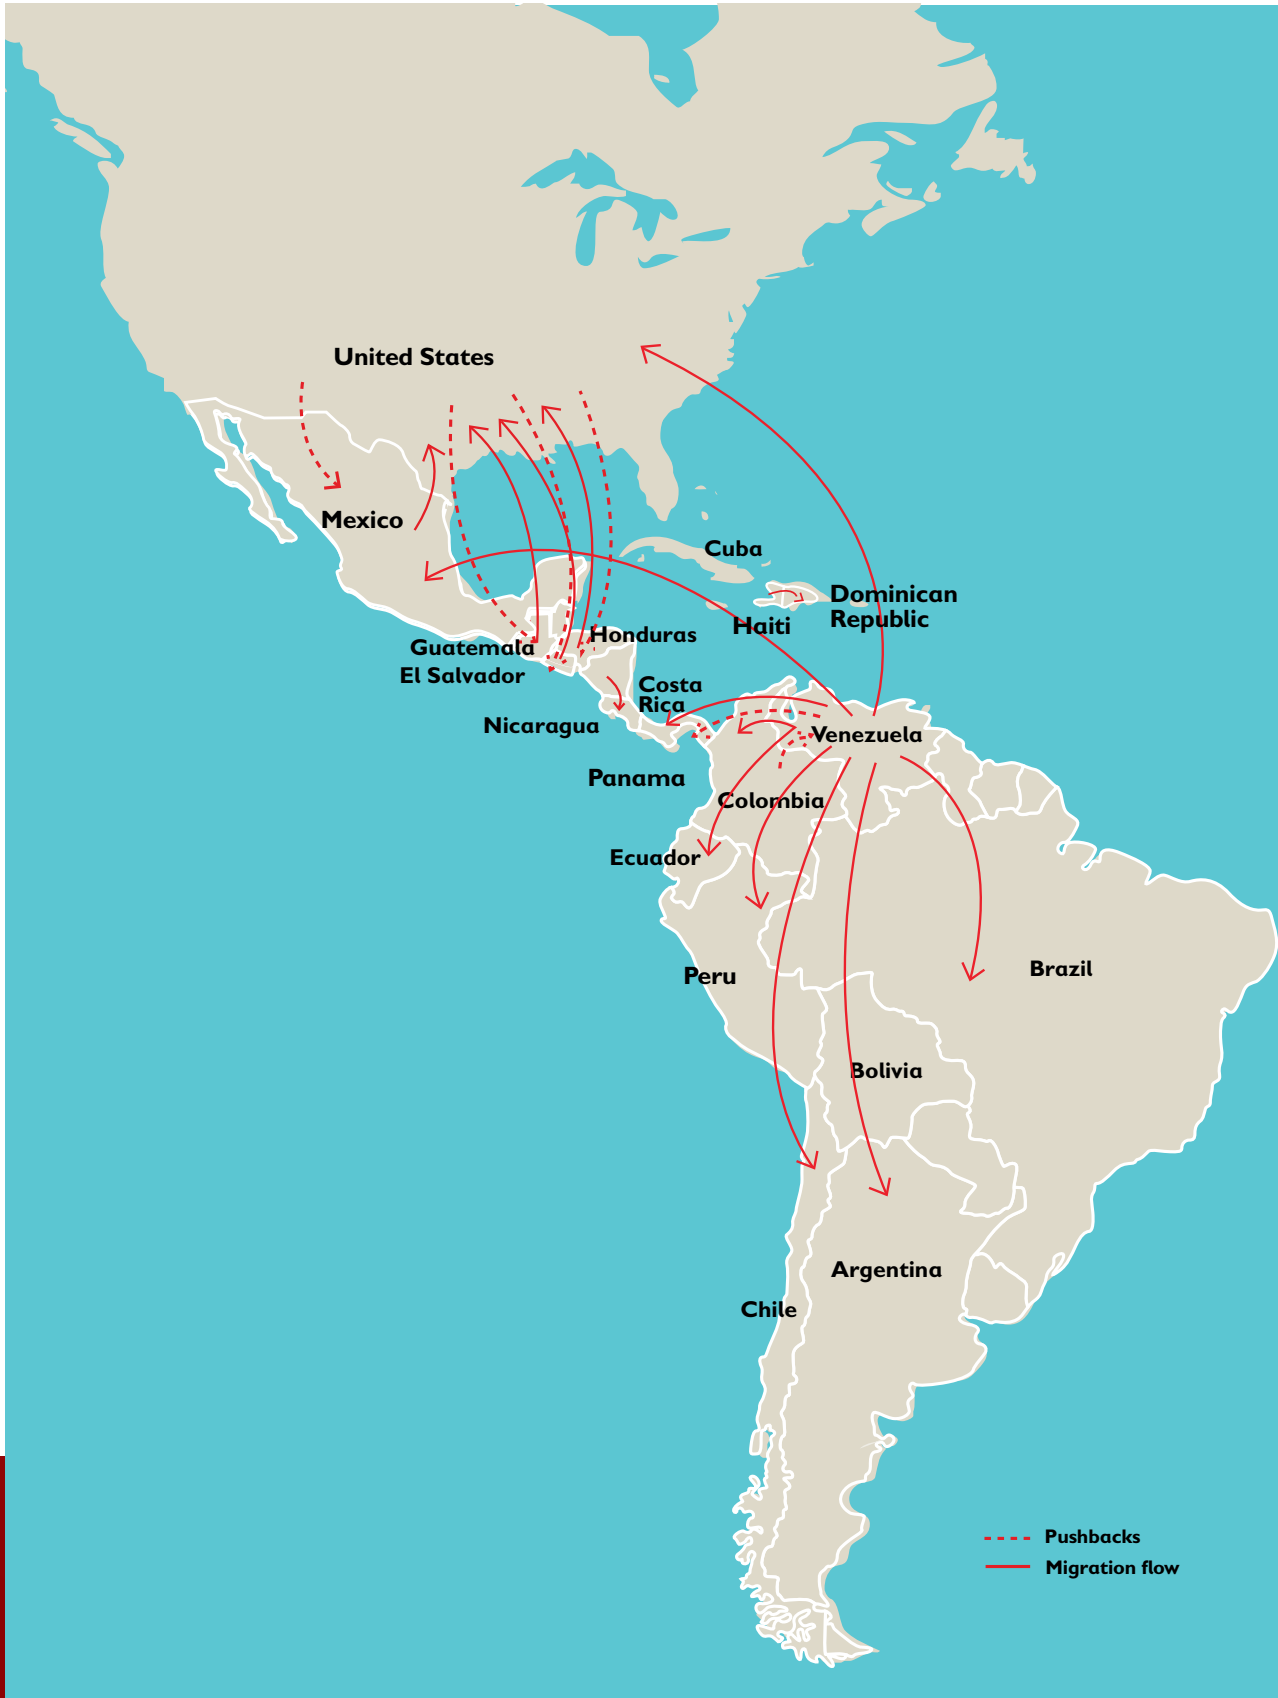 United States
Mexico
Cuba
Dominican
Republic
Haiti
Honduras
Guatemala
El Salvador
Costa
Rica
Nicaragua
Venezuela
Panama
Colombia
Ecuador
Peru
Brazil
Bolivia
Argentina
Chile
Pushbacks
Migration flow